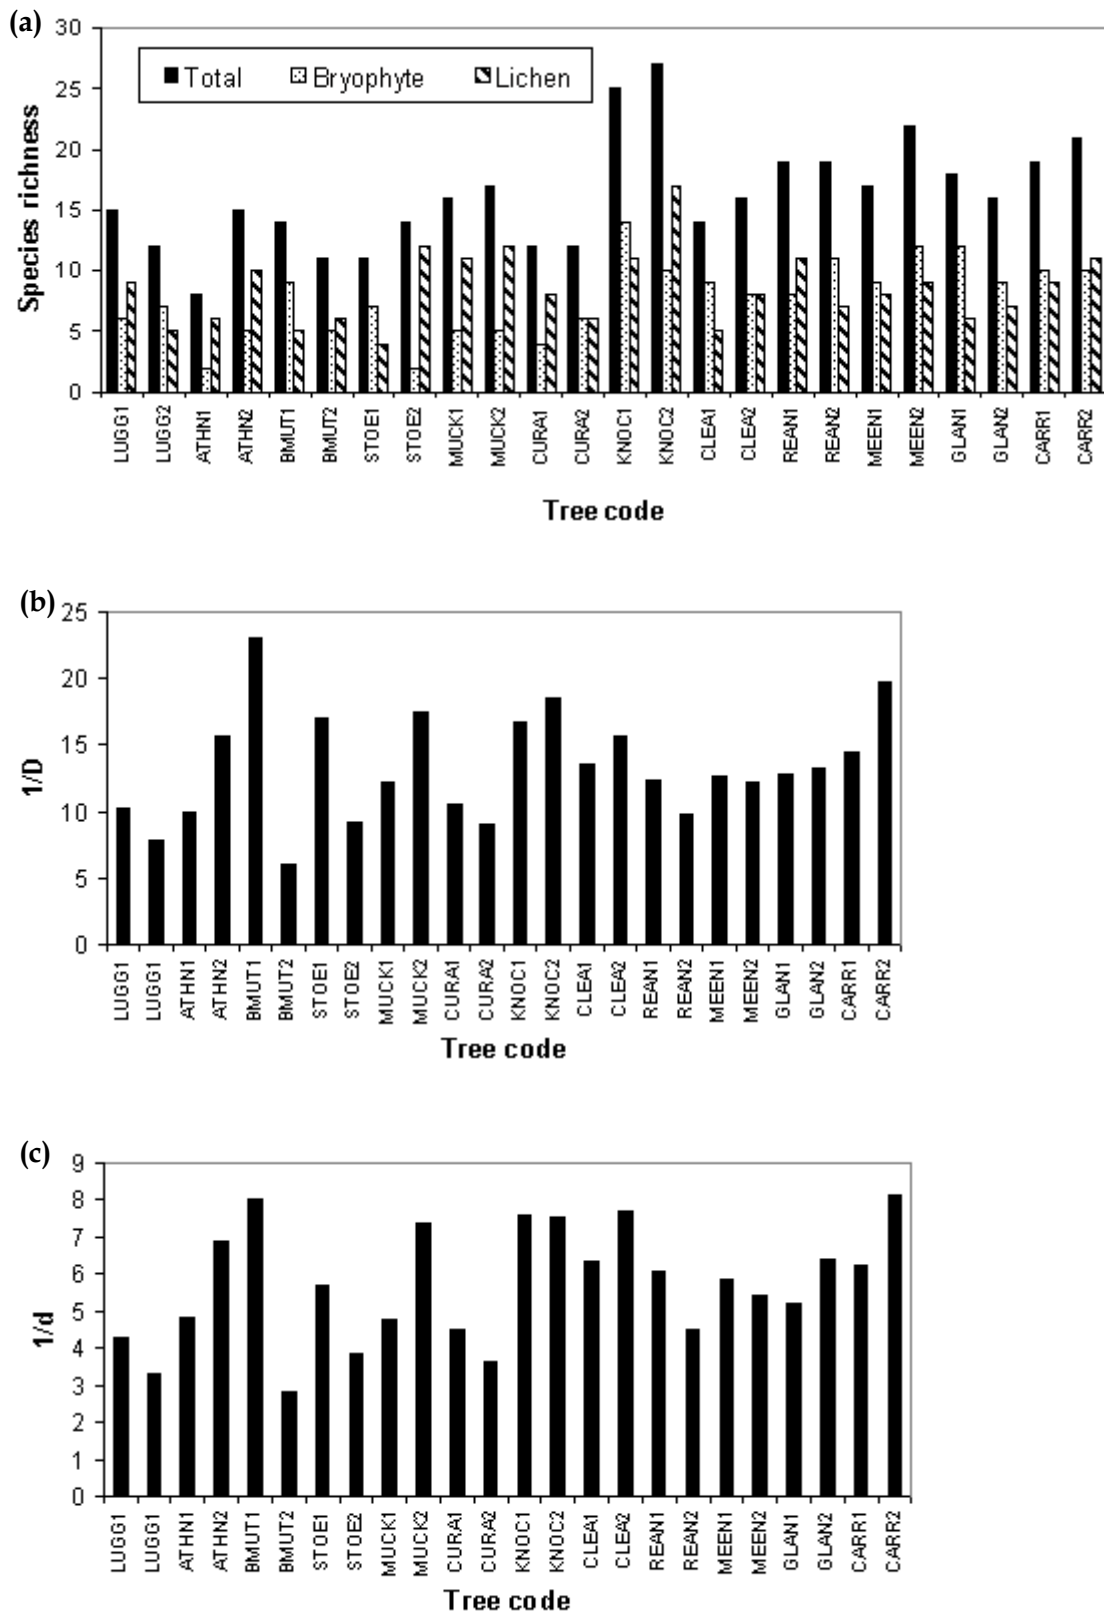 (a)
Species richness
30
25
20
15
10
5
0
Total Bryophyte Lichen
LUGG1 LUGG2 ATHN1 ATHN2 BMUT1 BMUT2 STOE1 STOE2 MUCK1 MUCK2 CURA1 CURA2 KNOC1 KNOC2 CLEA1 CLEA2 REAN1 REAN2 MEEN1 MEEN2 GLAN1 GLAN2 CARR1 CARR2
Tree code
(b)
1/D
25
20
15
10
5
0
LUGG1 LUGG1 ATHN1 ATHN2 BMUT1 BMUT2 STOE1 STOE2 MUCK1 MUCK2 CURA1 CURA2 KNOC1 KNOC2 CLEA1 CLEA2 REAN1 REAN2 MEEN1 MEEN2 GLAN1 GLAN2 CARR1 CARR2
Tree code
(c)
1/d
9
8
7
6
5
4
3
2
1
0
LUGG1 LUGG1 ATHN1 ATHN2 BMUT1 BMUT2 STOE1 STOE2 MUCK1 MUCK2 CURA1 CURA2 KNOC1 KNOC2 CLEA1 CLEA2 REAN1 REAN2 MEEN1 MEEN2 GLAN1 GLAN2 CARR1 CARR2
Tree code